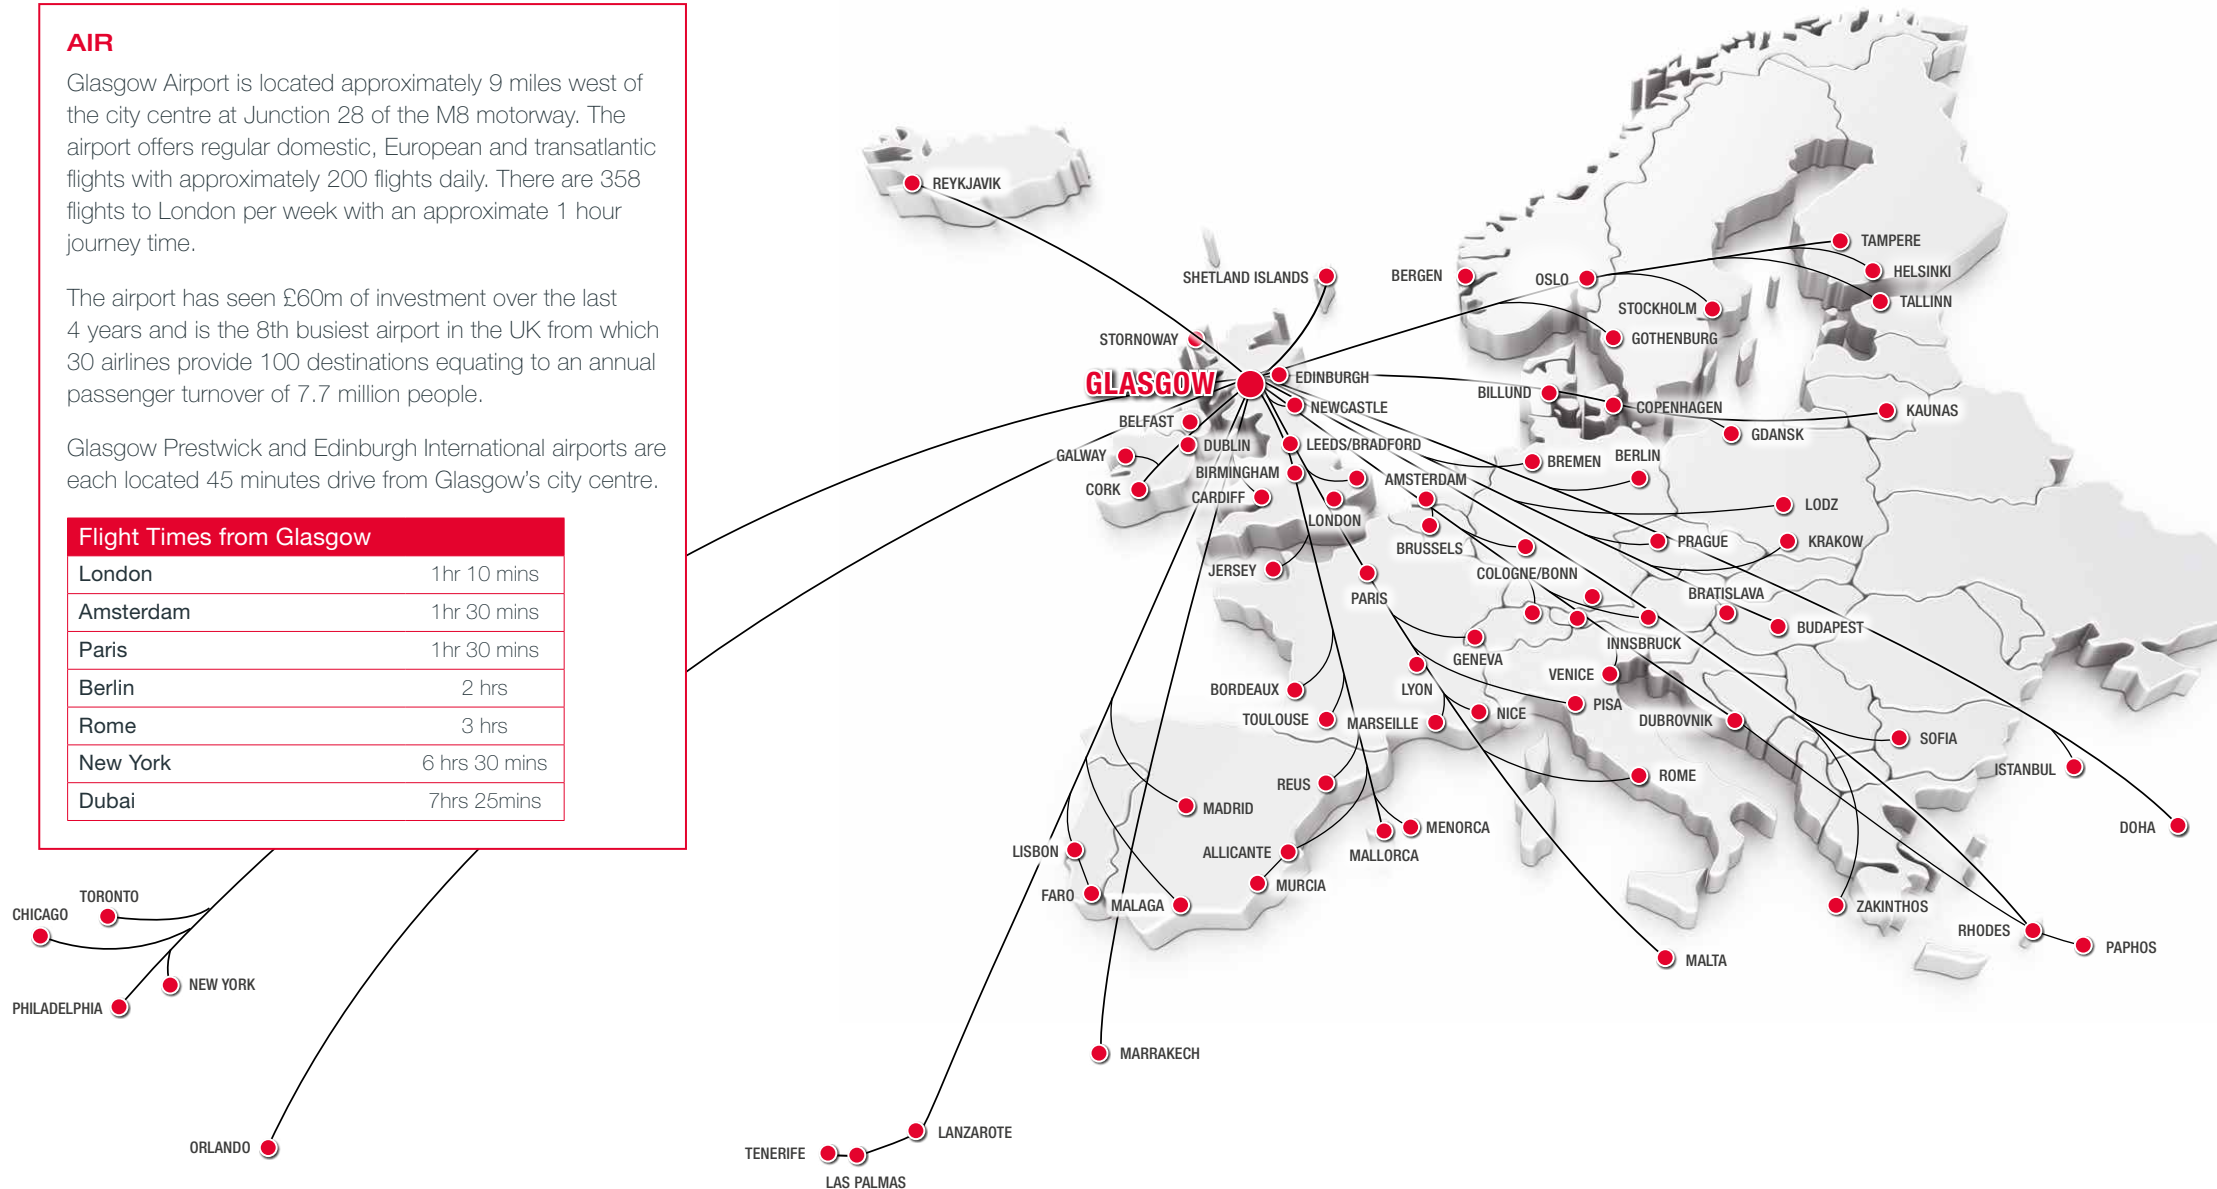 AIR
Glasgow Airport is located approximately 9 miles west of
the city centre at Junction 28 of the M8 motorway. The
airport offers regular domestic, European and transatlantic
flights with approximately 200 flights daily. There are 358
flights to London per week with an approximate 1 hour
journey time.
The airport has seen £60m of investment over the last
4 years and is the 8th busiest airport in the UK from which
30 airlines provide 100 destinations equating to an annual
passenger turnover of 7.7 million people.
Glasgow Prestwick and Edinburgh International airports are
each located 45 minutes drive from Glasgow's city centre.
Flight Times from Glasgow
London 1hr 10 mins
Amsterdam 1hr 30 mins
Paris 1hr 30 mins
Berlin 2 hrs
Rome 3 hrs
New York 6 hrs 30 mins
Dubai 7hrs 25mins
TORONTO
CHICAGO
NEW YORK
PHILADELPHIA
ORLANDO
REYKJAVIK
SHETLAND ISLANDS
STORNOWAY
GLASGOW
EDINBURGH
NEWCASTLE
BELFAST
DUBLIN
LEEDS/BRADFORD
GALWAY
BIRMINGHAM
CORK
CARDIFF
LONDON
JERSEY
BERGEN
OSLO
TAMPERE
HELSINKI
TALLINN
STOCKHOLM
GOTHENBURG
BILLUND
COPENHAGEN
KAUNAS
GDANSK
BREMEN
BERLIN
AMSTERDAM
LODZ
BRUSSELS
PRAGUE
KRAKOW
COLOGNE/BONN
PARIS
BRATISLAVA
BUDAPEST
INNSBRUCK
GENEVA
VENICE
LYON
BORDEAUX
PISA
TOULOUSE
MARSEILLE
NICE
DUBROVNIK
SOFIA
ISTANBUL
ROME
REUS
MADRID
MENORCA
MALLORCA
DOHA
LISBON
ALLICANTE
MURCIA
FARO
MALAGA
ZAKINTHOS
RHODES
PAPHOS
MALTA
MARRAKECH
LANZAROTE
TENERIFE
LAS PALMAS